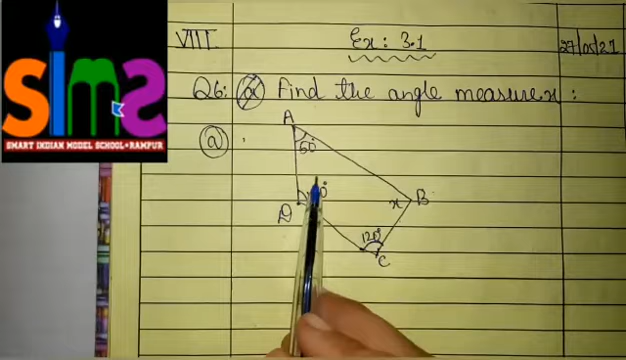 SIMS
SMART INDIAN MODEL SCHOOL-RAMPUR
VIII Ex: 3.1 27/05/21
Q6: Find the angle measure x :
(a)
A
60°
D
x B
120°
C